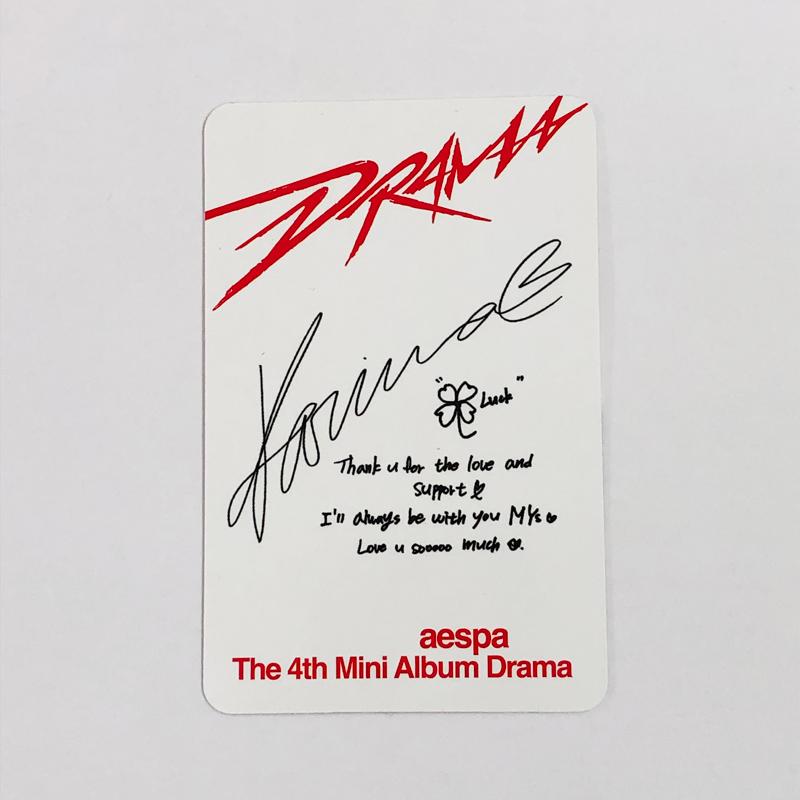 DRAMA
Karina
"Luck"
Thank u for the love and
support
I'll always be with you MYs
Love u sooooo much
aespa
The 4th Mini Album Drama